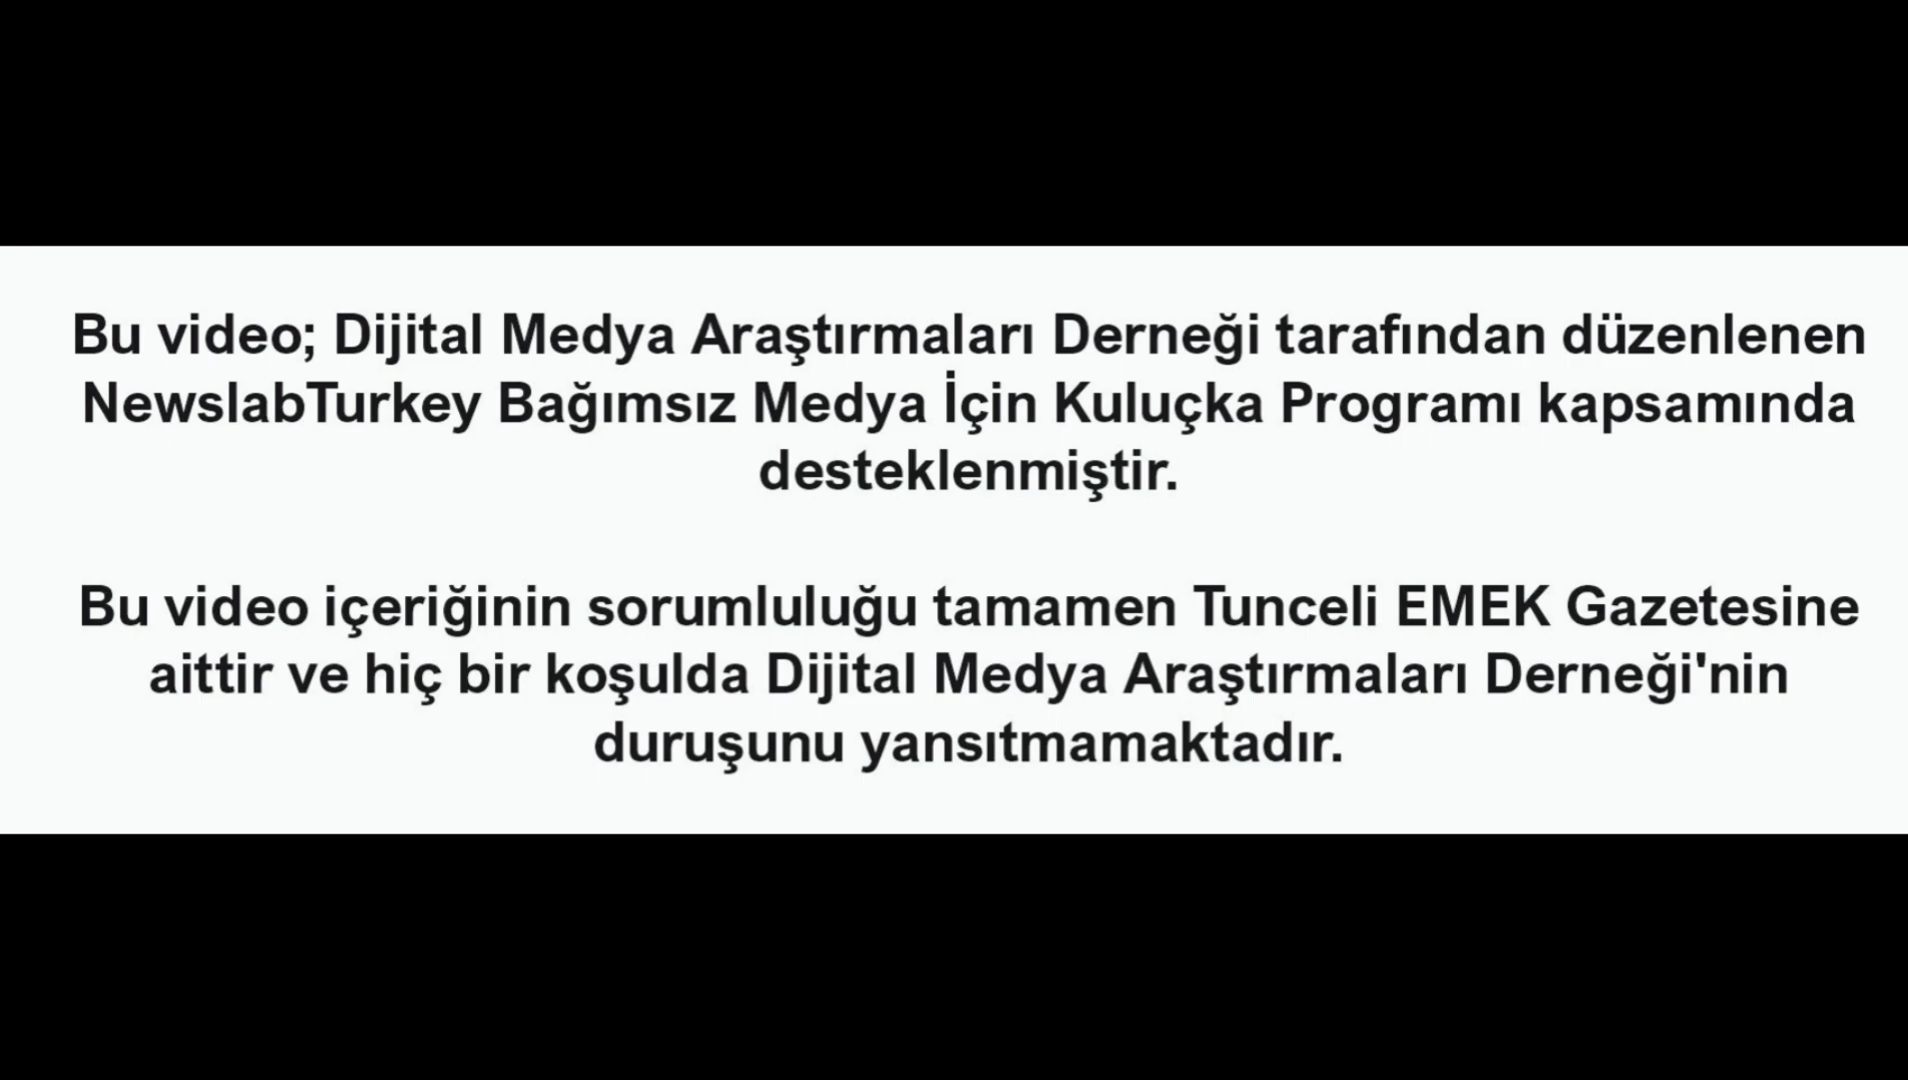 Bu video; Dijital Medya Araştırmaları Derneği tarafından düzenlenen
NewslabTurkey Bağımsız Medya İçin Kuluçka Programı kapsamında
desteklenmiştir.
Bu video içeriğinin sorumluluğu tamamen Tunceli EMEK Gazetesine
aittir ve hiç bir koşulda Dijital Medya Araştırmaları Derneği'nin
duruşunu yansıtmamaktadır.